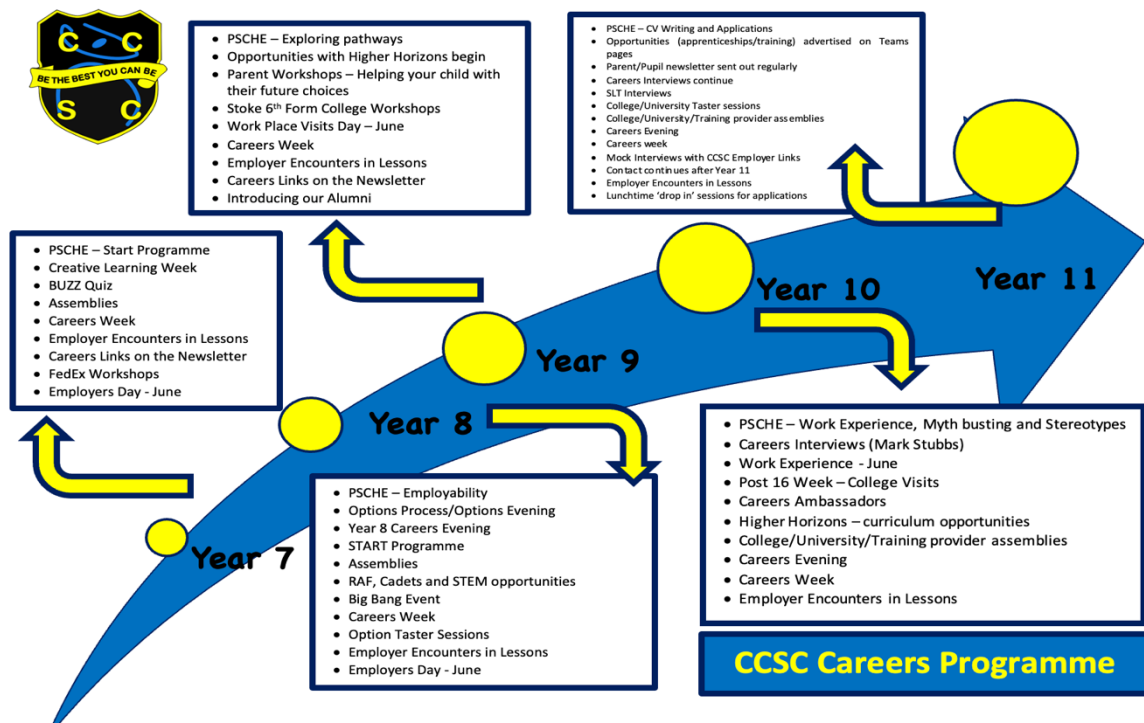 C C
BE THE BEST YOU CAN BE
S C
• PSCHE – Exploring pathways
• Opportunities with Higher Horizons begin
• Parent Workshops – Helping your child with
their future choices
• Stoke 6th Form College Workshops
• Work Place Visits Day – June
• Careers Week
• Employer Encounters in Lessons
• Careers Links on the Newsletter
• Introducing our Alumni
• PSCHE – CV Writing and Applications
• Opportunities (apprenticeships/training) advertised on Teams
pages
• Parent/Pupil newsletter sent out regularly
• Careers Interviews continue
• SLT Interviews
• College/University Taster sessions
• College/University/Training provider assemblies
• Careers Evening
• Careers week
• Mock Interviews with CCSC Employer Links
• Contact continues after Year 11
• Employer Encounters in Lessons
• Lunchtime ‘drop in’ sessions for applications
• PSCHE – Start Programme
• Creative Learning Week
• BUZZ Quiz
• Assemblies
• Careers Week
• Employer Encounters in Lessons
• Careers Links on the Newsletter
• FedEx Workshops
• Employers Day - June
Year 7
Year 8
Year 9
Year 10
Year 11
• PSCHE – Employability
• Options Process/Options Evening
• Year 8 Careers Evening
• START Programme
• Assemblies
• RAF, Cadets and STEM opportunities
• Big Bang Event
• Careers Week
• Option Taster Sessions
• Employer Encounters in Lessons
• Employers Day - June
• PSCHE – Work Experience, Myth busting and Stereotypes
• Careers Interviews (Mark Stubbs)
• Work Experience - June
• Post 16 Week – College Visits
• Careers Ambassadors
• Higher Horizons – curriculum opportunities
• College/University/Training provider assemblies
• Careers Evening
• Careers Week
• Employer Encounters in Lessons
CCSC Careers Programme